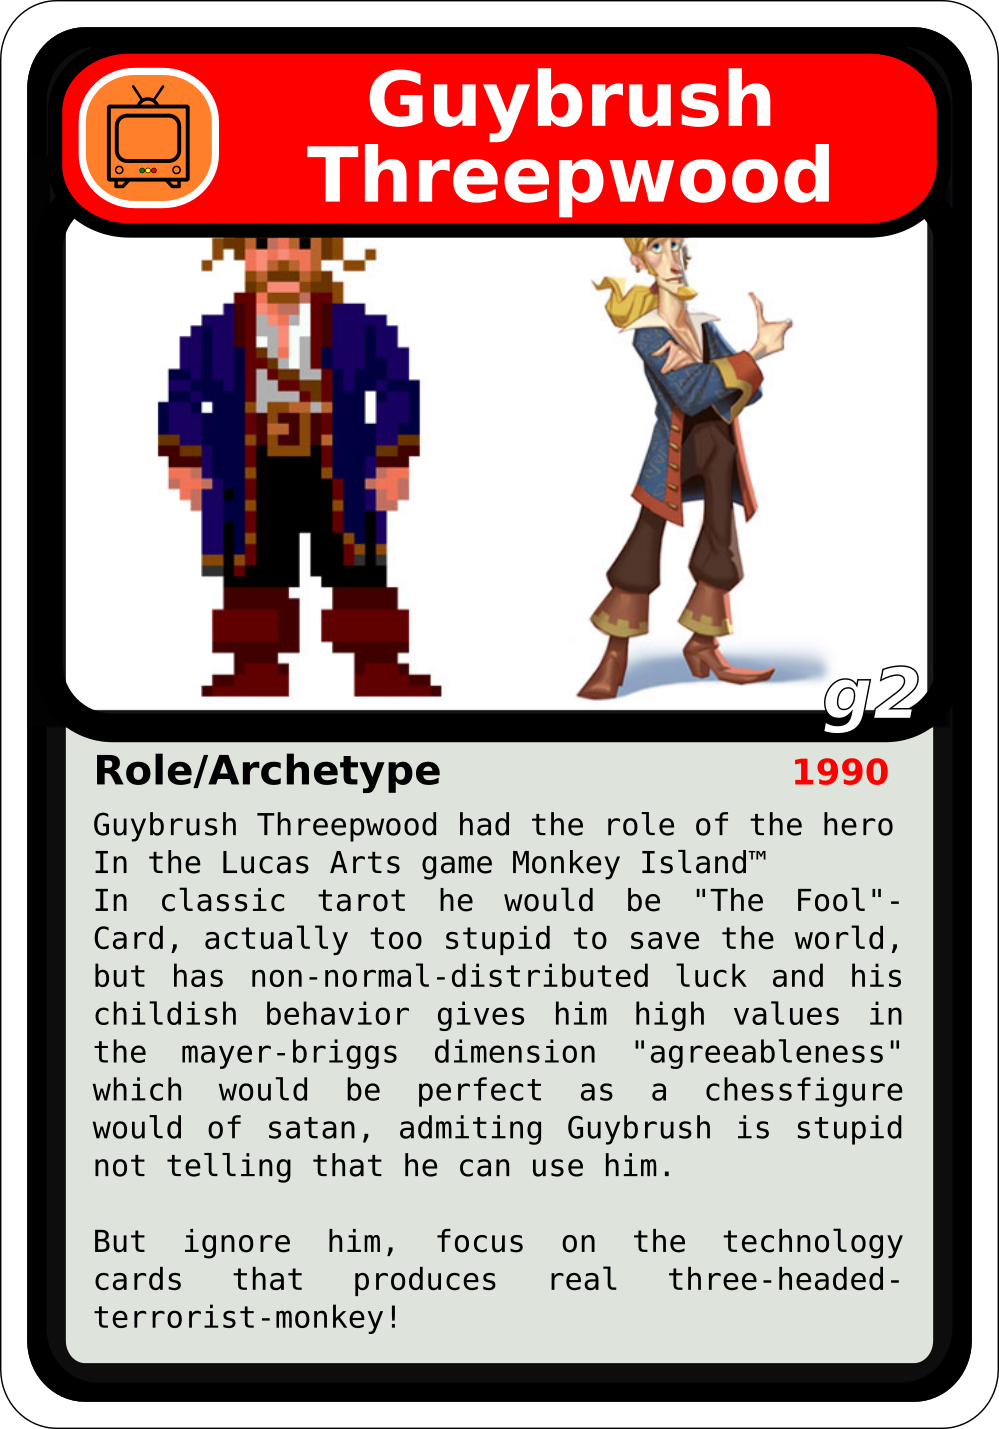 Guybrush
Threepwood
g2
Role/Archetype 1990
Guybrush Threepwood had the role of the hero
In the Lucas Arts game Monkey Island™
In classic tarot he would be "The Fool"-
Card, actually too stupid to save the world,
but has non-normal-distributed luck and his
childish behavior gives him high values in
the mayer-briggs dimension "agreeableness"
which would be perfect as a chessfigure
would of satan, admiting Guybrush is stupid
not telling that he can use him.
But ignore him, focus on the technology
cards that produces real three-headed-
terrorist-monkey!